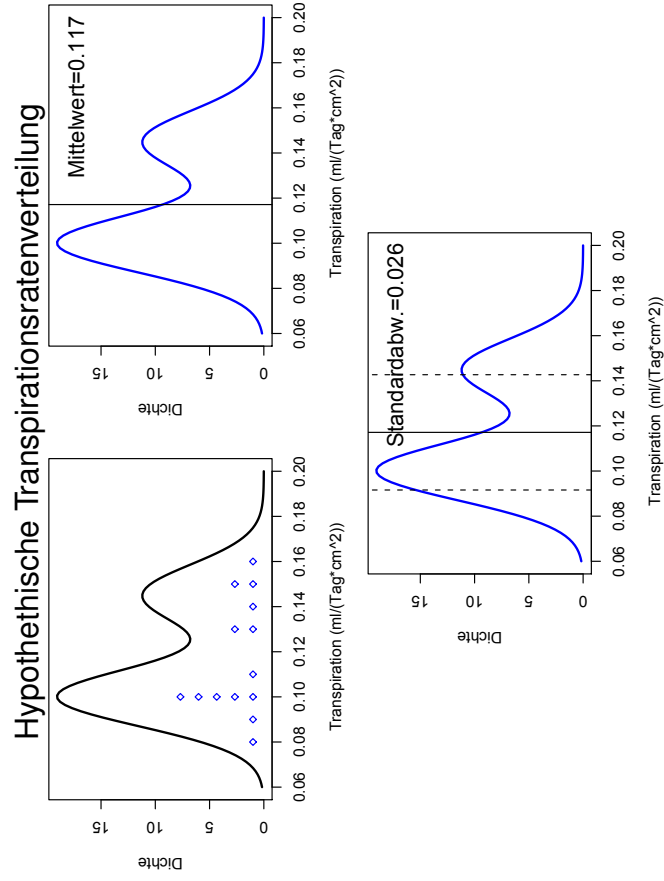 Hypothethische Transpirationsratenverteilung
0.06 0.08 0.10 0.12 0.14 0.16 0.18 0.20
0 5 10 15
Transpiration (ml/(Tag*cm^2))
Dichte
Mittelwert=0.117
0.06 0.08 0.10 0.12 0.14 0.16 0.18 0.20
0 5 10 15
Transpiration (ml/(Tag*cm^2))
Dichte
Standardabw.=0.026
0.06 0.08 0.10 0.12 0.14 0.16 0.18 0.20
0 5 10 15
Transpiration (ml/(Tag*cm^2))
Dichte